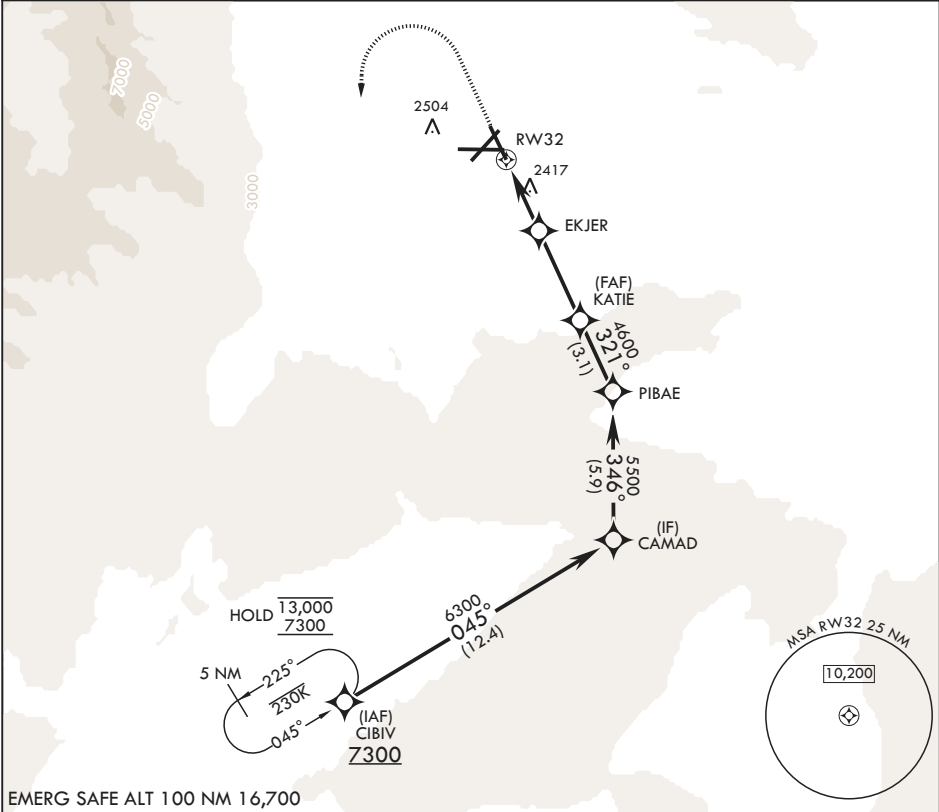 7000
5000
3000
2504
RW32
2417
EKJER
(FAF)
KATIE
4600
321°
(3.1)
PIBAE
5500
346°
(5.9)
(IF)
CAMAD
6300
045°
(12.4)
HOLD 13,000
7300
5 NM
225°
230K
045°
(IAF)
CIBIV
7300
MSA RW32 25 NM
10,200
EMERG SAFE ALT 100 NM 16,700